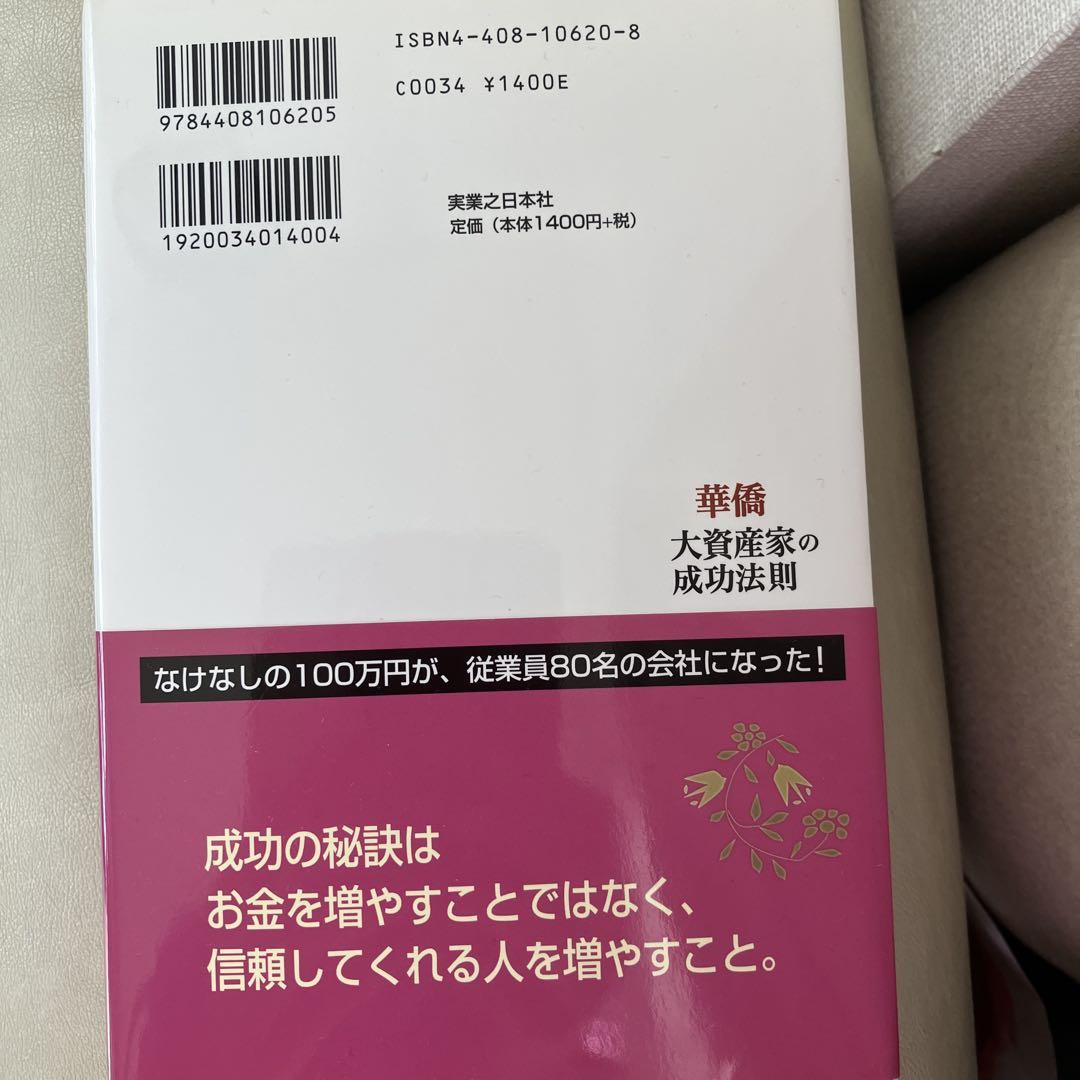 ISBN4-408-10620-8
C0034 ¥1400E
9784408106205
1920034014004
実業之日本社
定価（本体1400円+税）
華僑
大資産家の
成功法則
なけなしの100万円が、従業員80名の会社になった！
成功の秘訣は
お金を増やすことではなく、
信頼してくれる人を増やすこと。